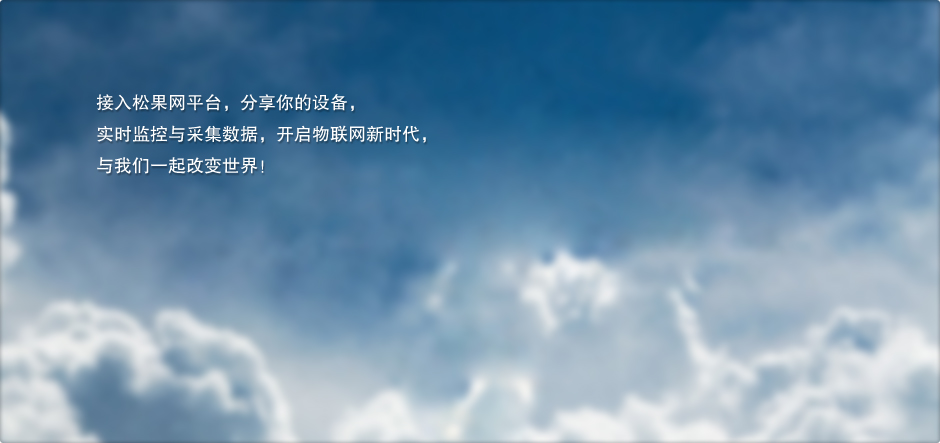 接入松果网平台，分享你的设备，
实时监控与采集数据，开启物联网新时代，
与我们一起改变世界！